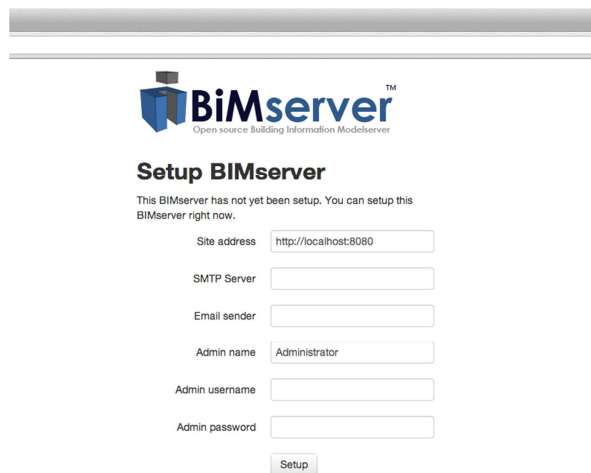 BiMserver™
Open source Building Information Modelserver
Setup BIMserver
This BIMserver has not yet been setup. You can setup this
BIMserver right now.
Site address http://localhost:8080
SMTP Server
Email sender
Admin name Administrator
Admin username
Admin password
Setup